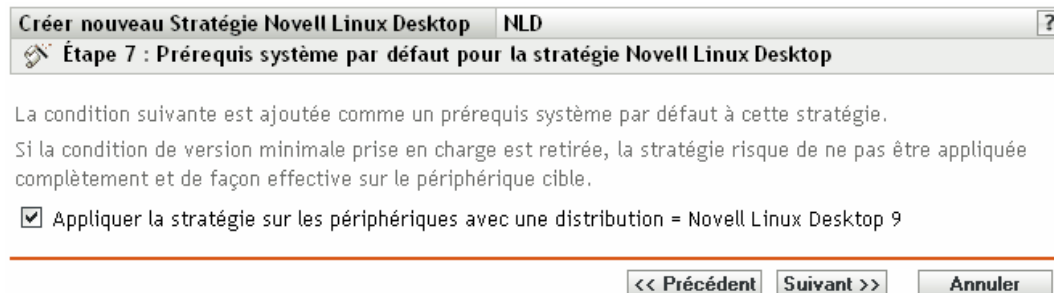 Créer nouveau Stratégie Novell Linux Desktop NLD ?
Étape 7 : Prérequis système par défaut pour la stratégie Novell Linux Desktop
La condition suivante est ajoutée comme un prérequis système par défaut à cette stratégie.
Si la condition de version minimale prise en charge est retirée, la stratégie risque de ne pas être appliquée
complètement et de façon effective sur le périphérique cible.
Appliquer la stratégie sur les périphériques avec une distribution = Novell Linux Desktop 9
<< Précédent Suivant >> Annuler